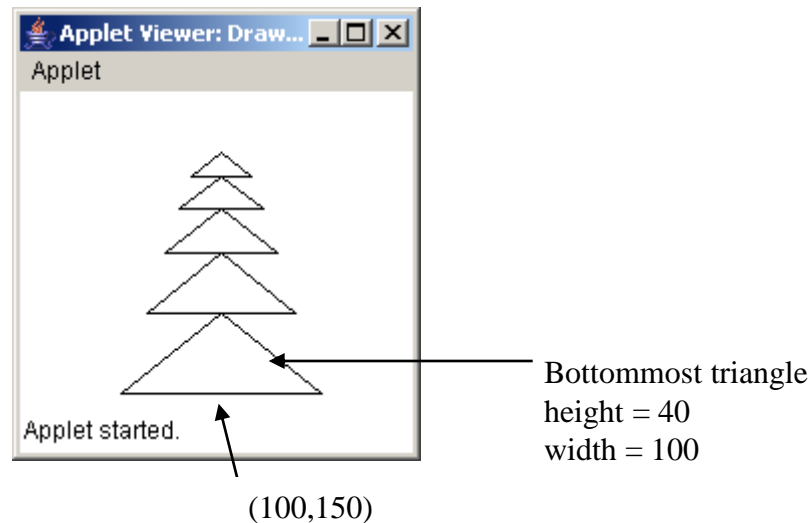 Applet Viewer: Draw...
Applet
Applet started.
Bottommost triangle
height = 40
width = 100
(100,150)